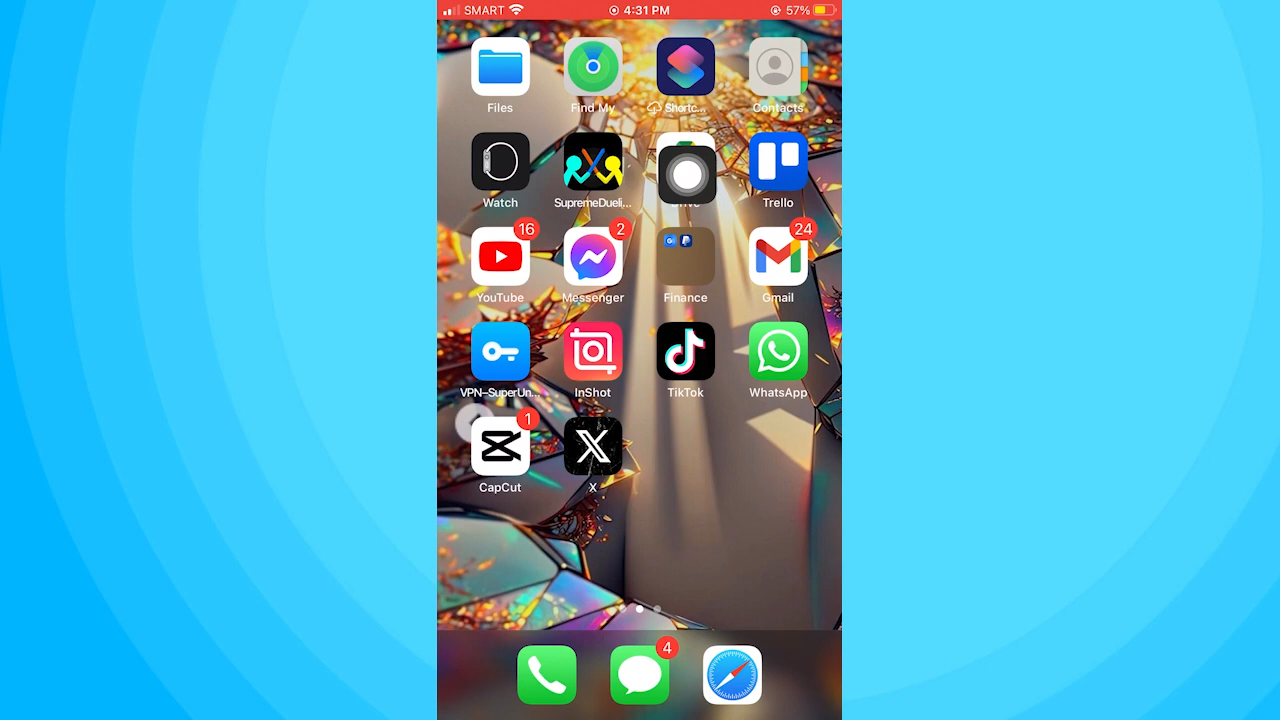 SMART 4:31 PM 57%
Files Find My Shortc... Contacts
Watch SupremeDueli... Drive Trello
16 2 24
YouTube Messenger Finance Gmail
VPN-SuperUn... InShot TikTok WhatsApp
1
CapCut X
4